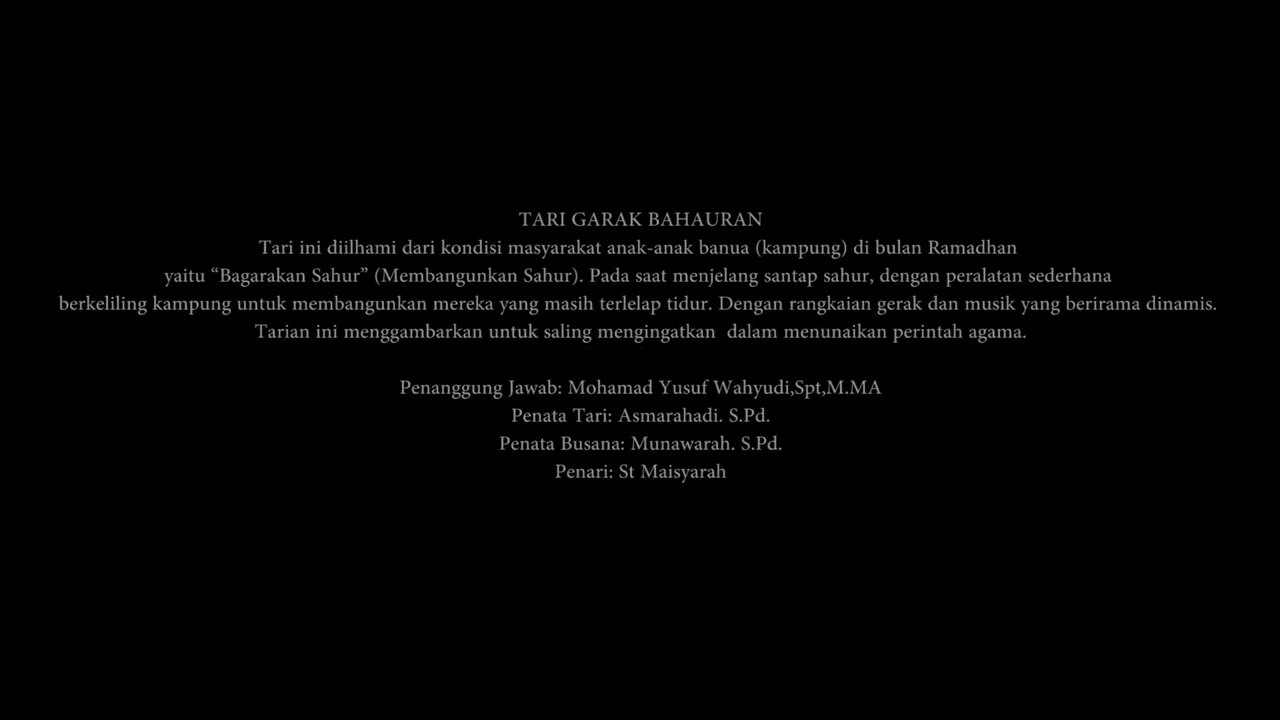 TARI GARAK BAHAURAN
Tari ini diilhami dari kondisi masyarakat anak-anak banua (kampung) di bulan Ramadhan
yaitu “Bagarakan Sahur” (Membangunkan Sahur). Pada saat menjelang santap sahur, dengan peralatan sederhana
berkeliling kampung untuk membangunkan mereka yang masih terlelap tidur. Dengan rangkaian gerak dan musik yang berirama dinamis.
Tarian ini menggambarkan untuk saling mengingatkan  dalam menunaikan perintah agama.
Penanggung Jawab: Mohamad Yusuf Wahyudi,Spt,M.MA
Penata Tari: Asmarahadi. S.Pd.
Penata Busana: Munawarah. S.Pd.
Penari: St Maisyarah